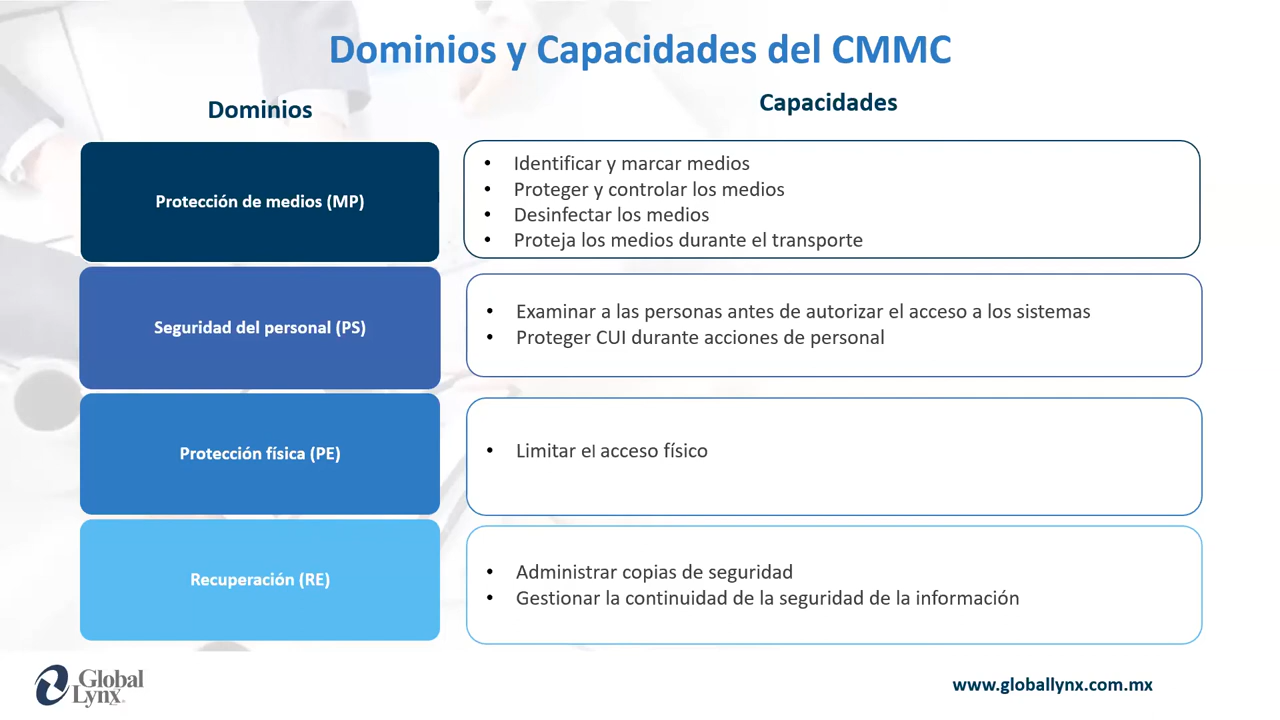 Dominios y Capacidades del CMMC
Dominios
Capacidades
Protección de medios (MP)
• Identificar y marcar medios
• Proteger y controlar los medios
• Desinfectar los medios
• Proteja los medios durante el transporte
Seguridad del personal (PS)
• Examinar a las personas antes de autorizar el acceso a los sistemas
• Proteger CUI durante acciones de personal
Protección física (PE)
• Limitar el acceso físico
Recuperación (RE)
• Administrar copias de seguridad
• Gestionar la continuidad de la seguridad de la información
Global
Lynx
www.globallynx.com.mx